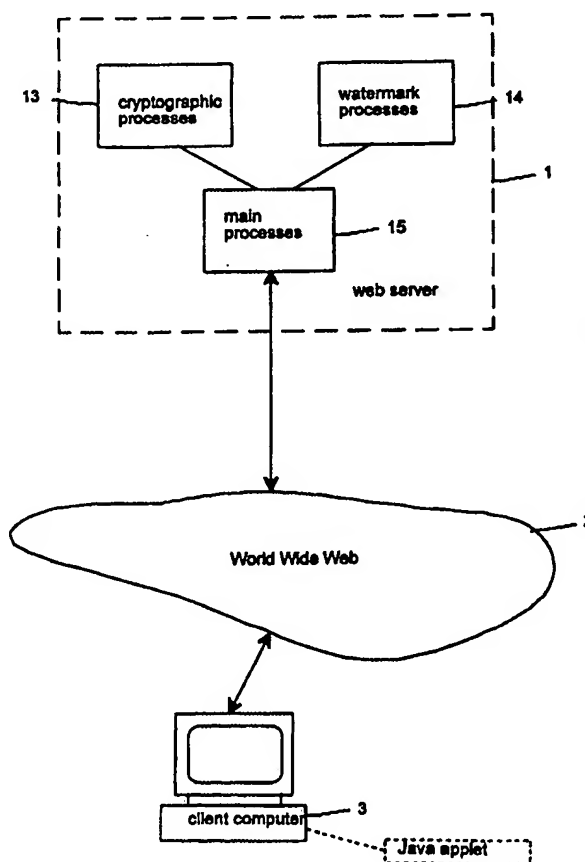 13
cryptographic
processes
watermark
processes
14
1
main
processes
15
web server
World Wide Web
client computer
3
Java applet